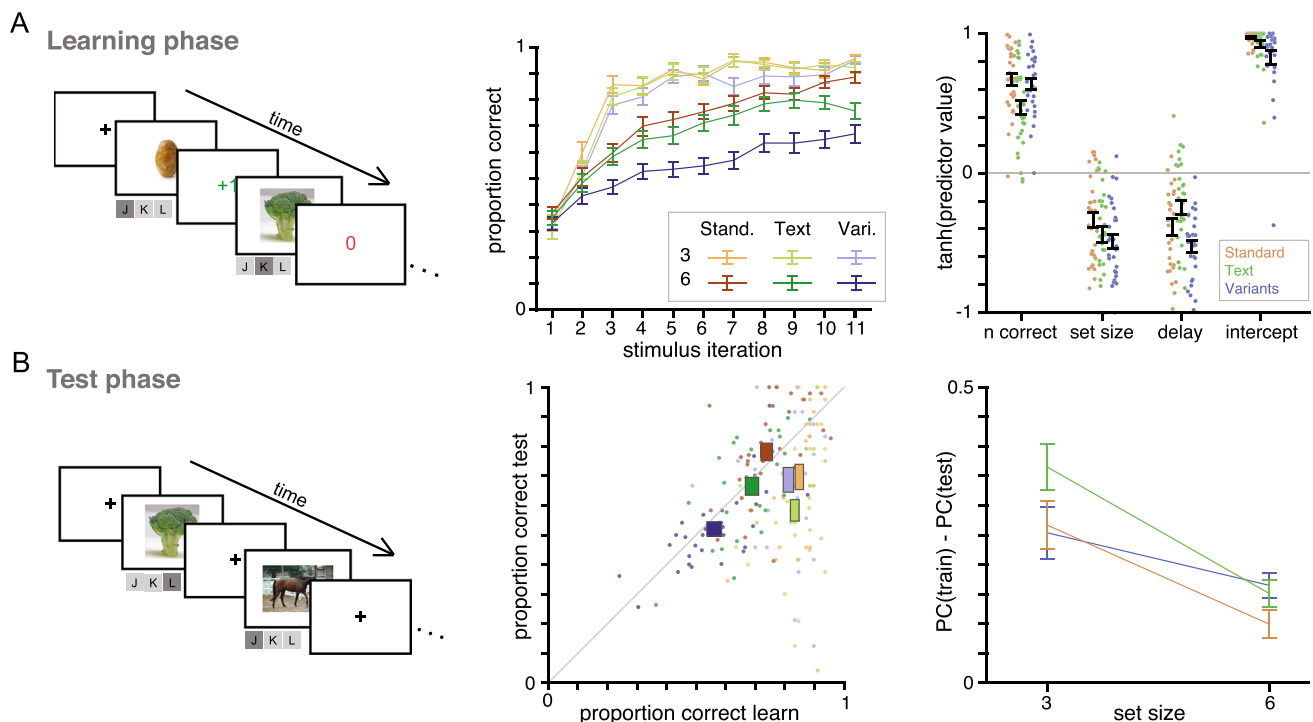 A
Learning phase
time
+1
J K L
J K L
0
proportion correct
1
0
Stand. Text Vari.
3
6
1 2 3 4 5 6 7 8 9 10 11
stimulus iteration
tanh(predictor value)
1
0
-1
Standard
Text
Variants
n correct set size delay intercept
B
Test phase
time
J K L
J K L
proportion correct test
1
0
0 1
proportion correct learn
PC(train) - PC(test)
0.5
0
3 6
set size